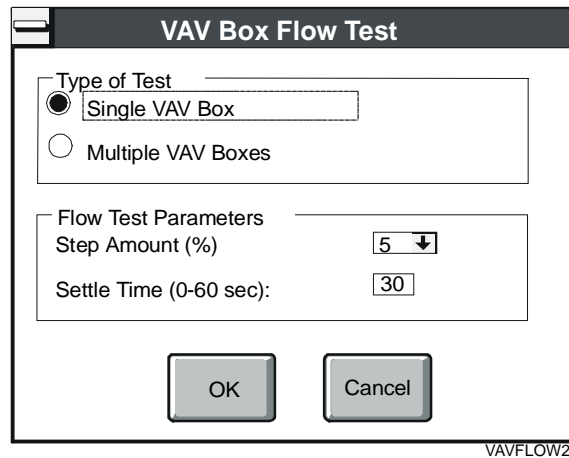 VAV Box Flow Test
Type of Test
Single VAV Box
Multiple VAV Boxes
Flow Test Parameters
Step Amount (%) 5
Settle Time (0-60 sec): 30
OK Cancel
VAVFLOW2